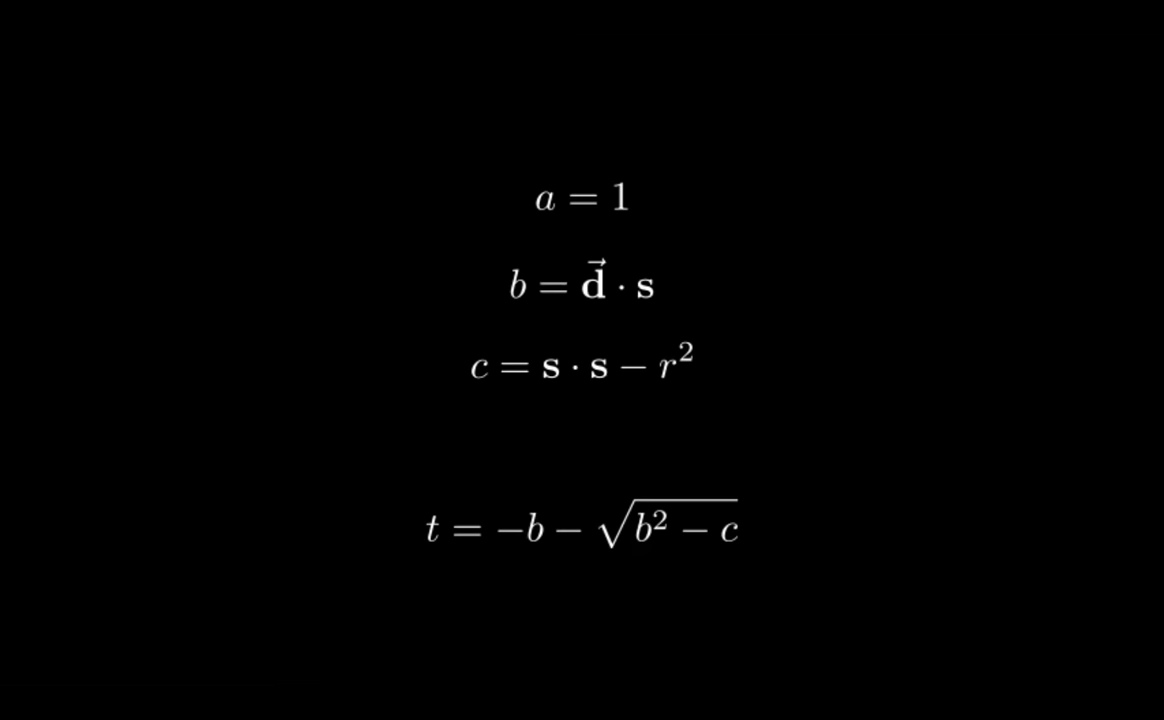 a = 1
b = d⃗ · s
c = s · s − r²
t = −b − √(b² − c)